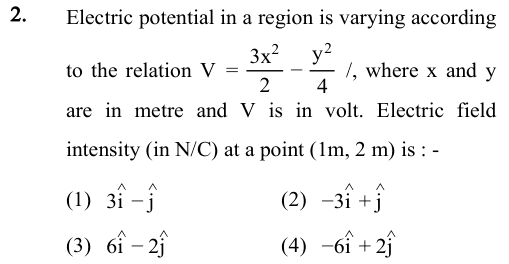 2. Electric potential in a region is varying according
to the relation V = 3x²/2 − y²/4 /, where x and y
are in metre and V is in volt. Electric field
intensity (in N/C) at a point (1m, 2 m) is : -
(1) 3î − ĵ (2) −3î + ĵ
(3) 6î − 2ĵ (4) −6î + 2ĵ